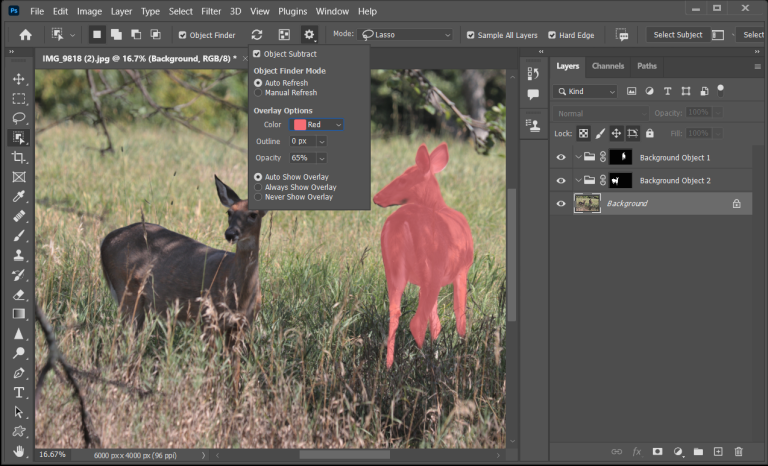 Ps File Edit Image Layer Type Select Filter 3D View Plugins Window Help
Object Finder Mode: Lasso Sample All Layers Hard Edge Select Subject Select
IMG_9818 (2).jpg @ 16.7% (Background, RGB/8) * ×
Object Subtract
Object Finder Mode
Auto Refresh
Manual Refresh
Overlay Options
Color Red
Outline 0 px
Opacity 65%
Auto Show Overlay
Always Show Overlay
Never Show Overlay
Layers Channels Paths
Kind
Normal Opacity: 100%
Lock: Fill: 100%
Background Object 1
Background Object 2
Background
16.67% 6000 px x 4000 px (96 ppi)
fx